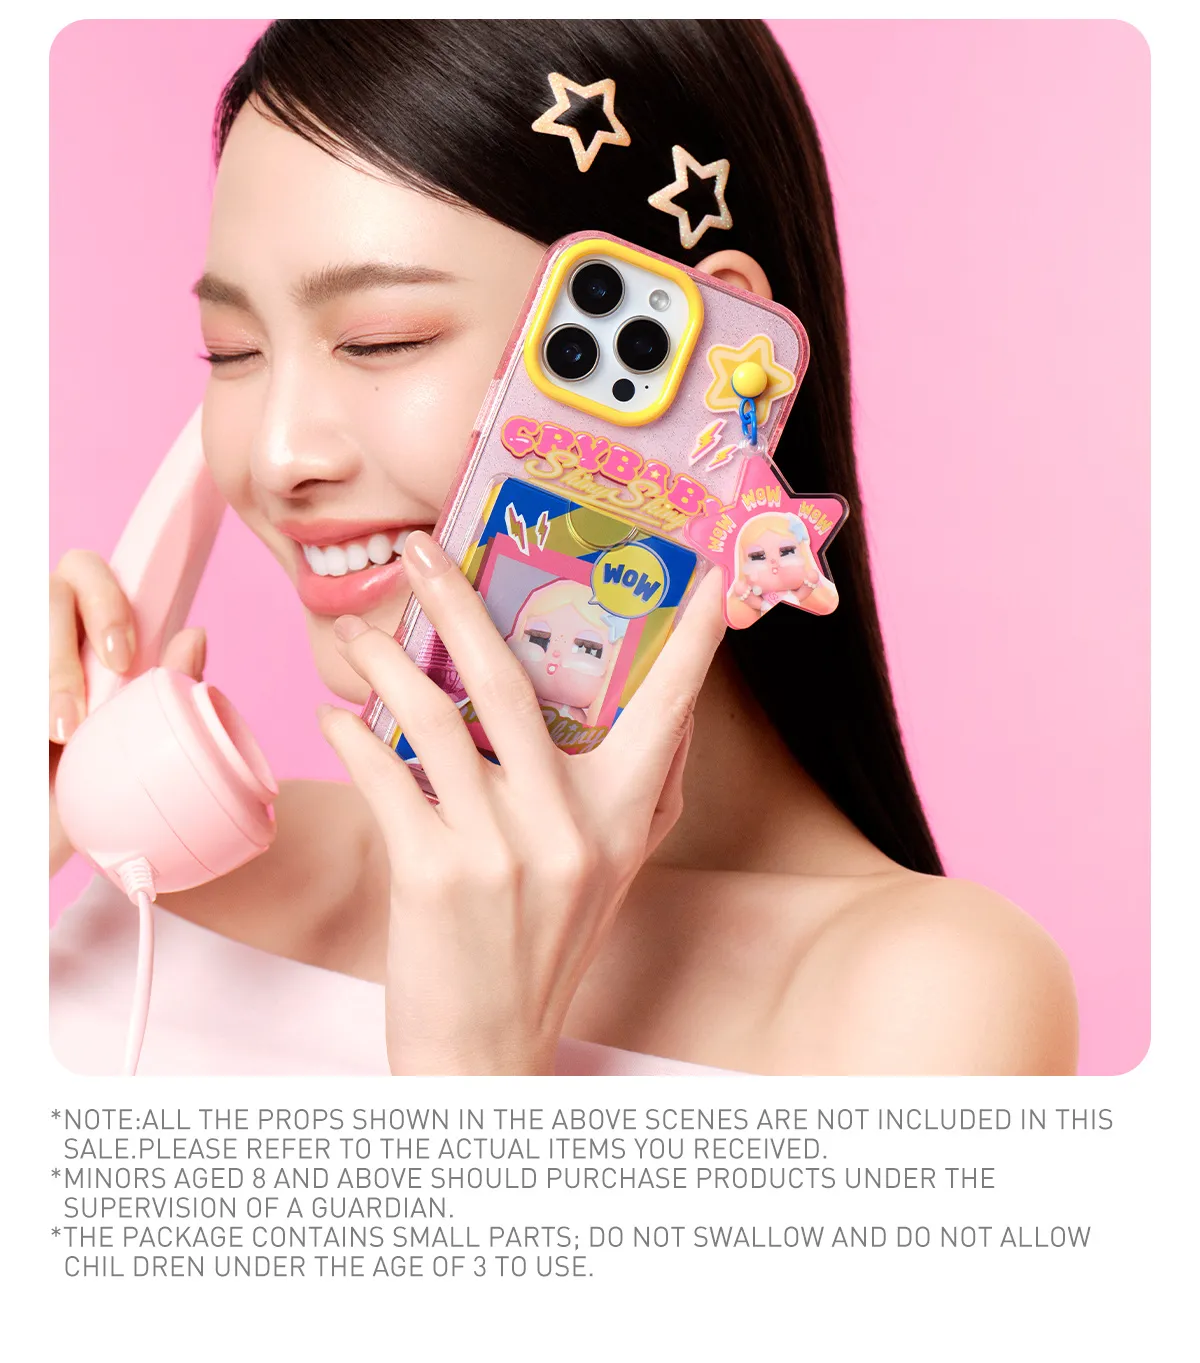 CRYBABY
Shiny Shiny
WOW WOW WOW
WOW
*NOTE:ALL THE PROPS SHOWN IN THE ABOVE SCENES ARE NOT INCLUDED IN THIS
SALE.PLEASE REFER TO THE ACTUAL ITEMS YOU RECEIVED.
*MINORS AGED 8 AND ABOVE SHOULD PURCHASE PRODUCTS UNDER THE
SUPERVISION OF A GUARDIAN.
*THE PACKAGE CONTAINS SMALL PARTS; DO NOT SWALLOW AND DO NOT ALLOW
CHIL DREN UNDER THE AGE OF 3 TO USE.